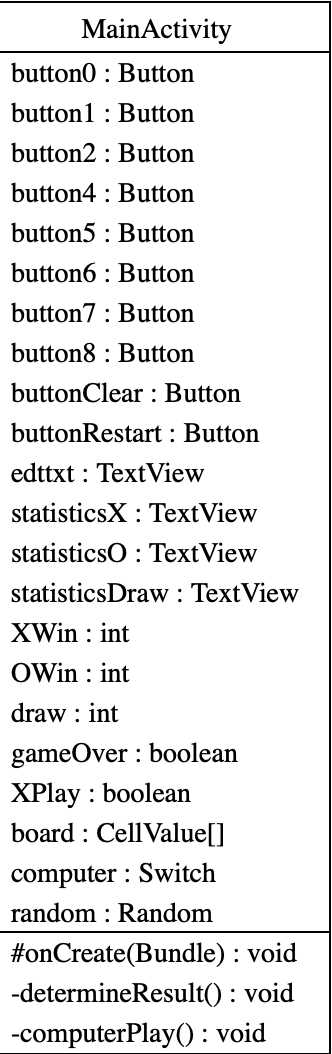 MainActivity
button0 : Button
button1 : Button
button2 : Button
button4 : Button
button5 : Button
button6 : Button
button7 : Button
button8 : Button
buttonClear : Button
buttonRestart : Button
edttxt : TextView
statisticsX : TextView
statisticsO : TextView
statisticsDraw : TextView
XWin : int
OWin : int
draw : int
gameOver : boolean
XPlay : boolean
board : CellValue[]
computer : Switch
random : Random
#onCreate(Bundle) : void
-determineResult() : void
-computerPlay() : void